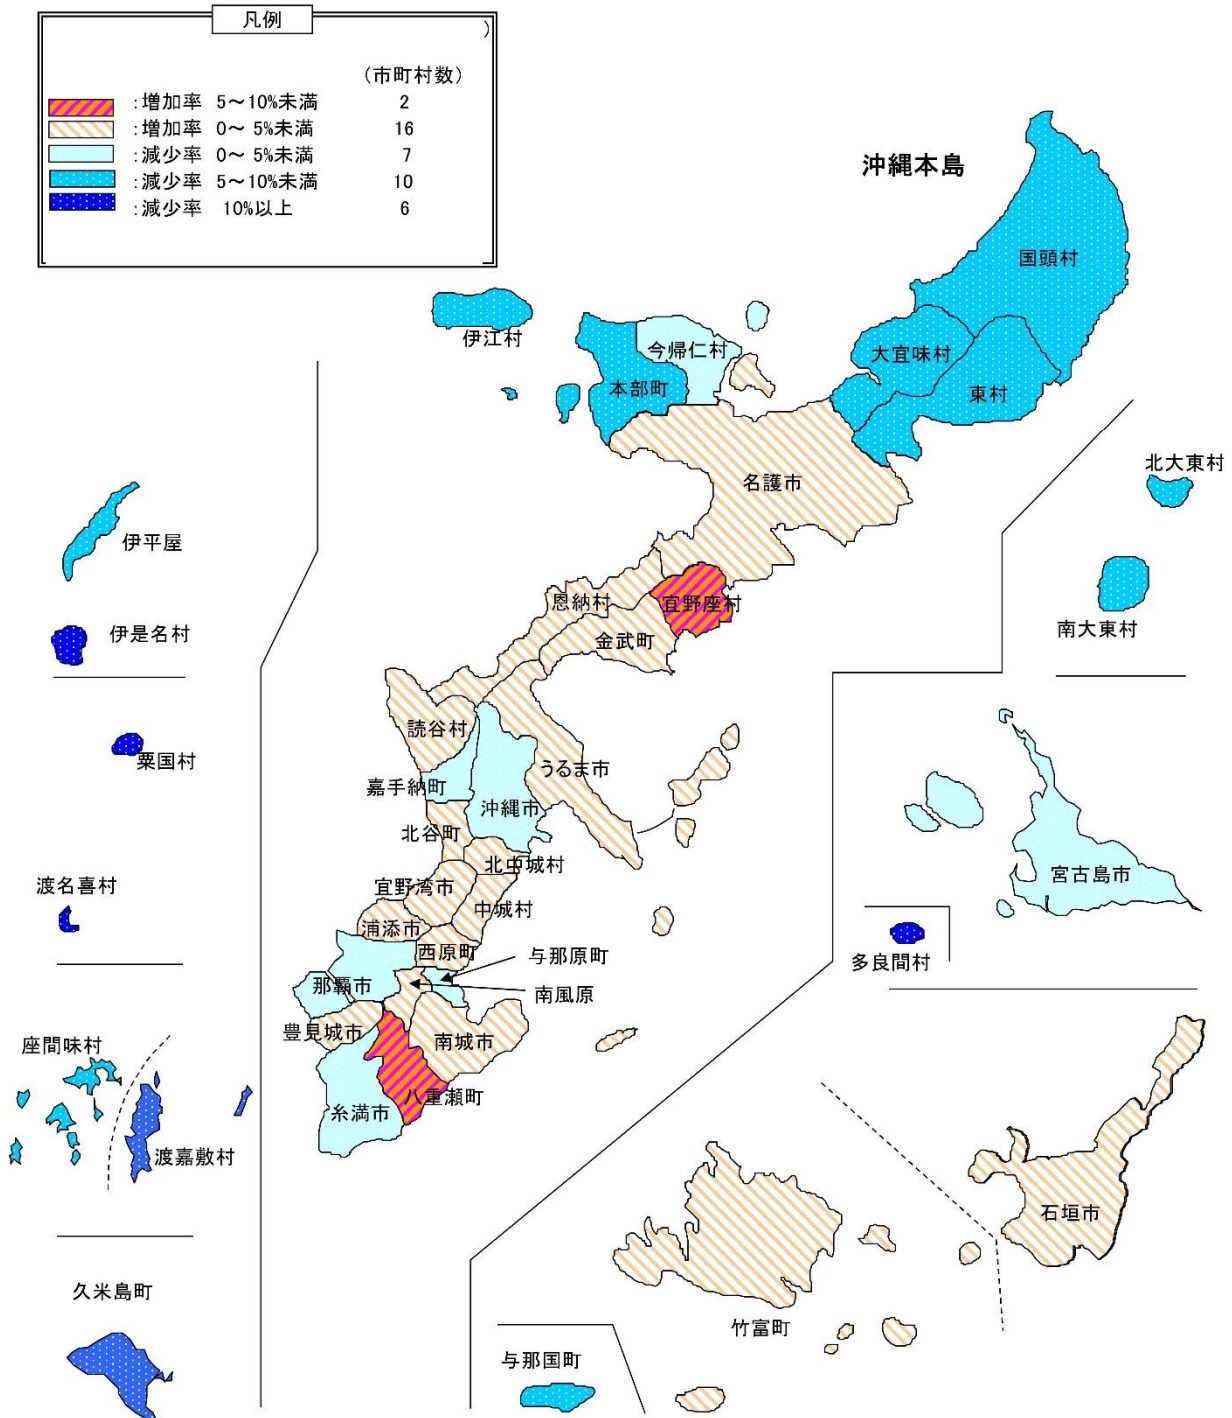 凡例
）
（市町村数）
：増加率 5～10%未満 2
：増加率 0～ 5%未満 16
：減少率 0～ 5%未満 7
：減少率 5～10%未満 10
：減少率 10%以上 6
沖縄本島
国頭村
伊江村
今帰仁村
大宜味村
本部町
東村
名護市
北大東村
伊平屋
恩納村
宜野座村
伊是名村
金武町
南大東村
読谷村
粟国村
うるま市
嘉手納町
沖縄市
北谷町
北中城村
宮古島市
渡名喜村
宜野湾市
中城村
浦添市
西原町
与那原町
多良間村
那覇市
南風原
豊見城市
南城市
座間味村
八重瀬町
糸満市
渡嘉敷村
石垣市
久米島町
竹富町
与那国町